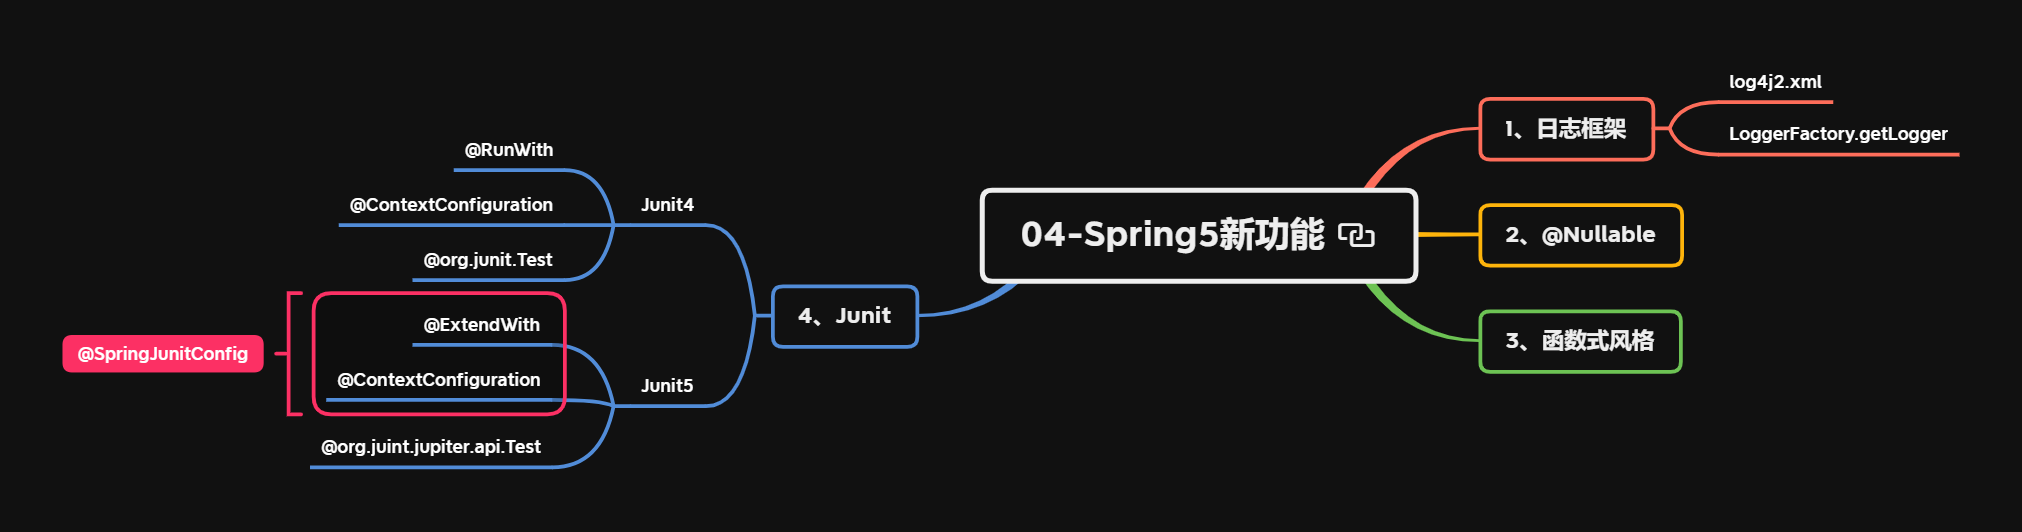 04-Spring5新功能
1、日志框架
log4j2.xml
LoggerFactory.getLogger
2、@Nullable
3、函数式风格
4、Junit
Junit4
@RunWith
@ContextConfiguration
@org.junit.Test
Junit5
@ExtendWith
@ContextConfiguration
@org.juint.jupiter.api.Test
@SpringJunitConfig